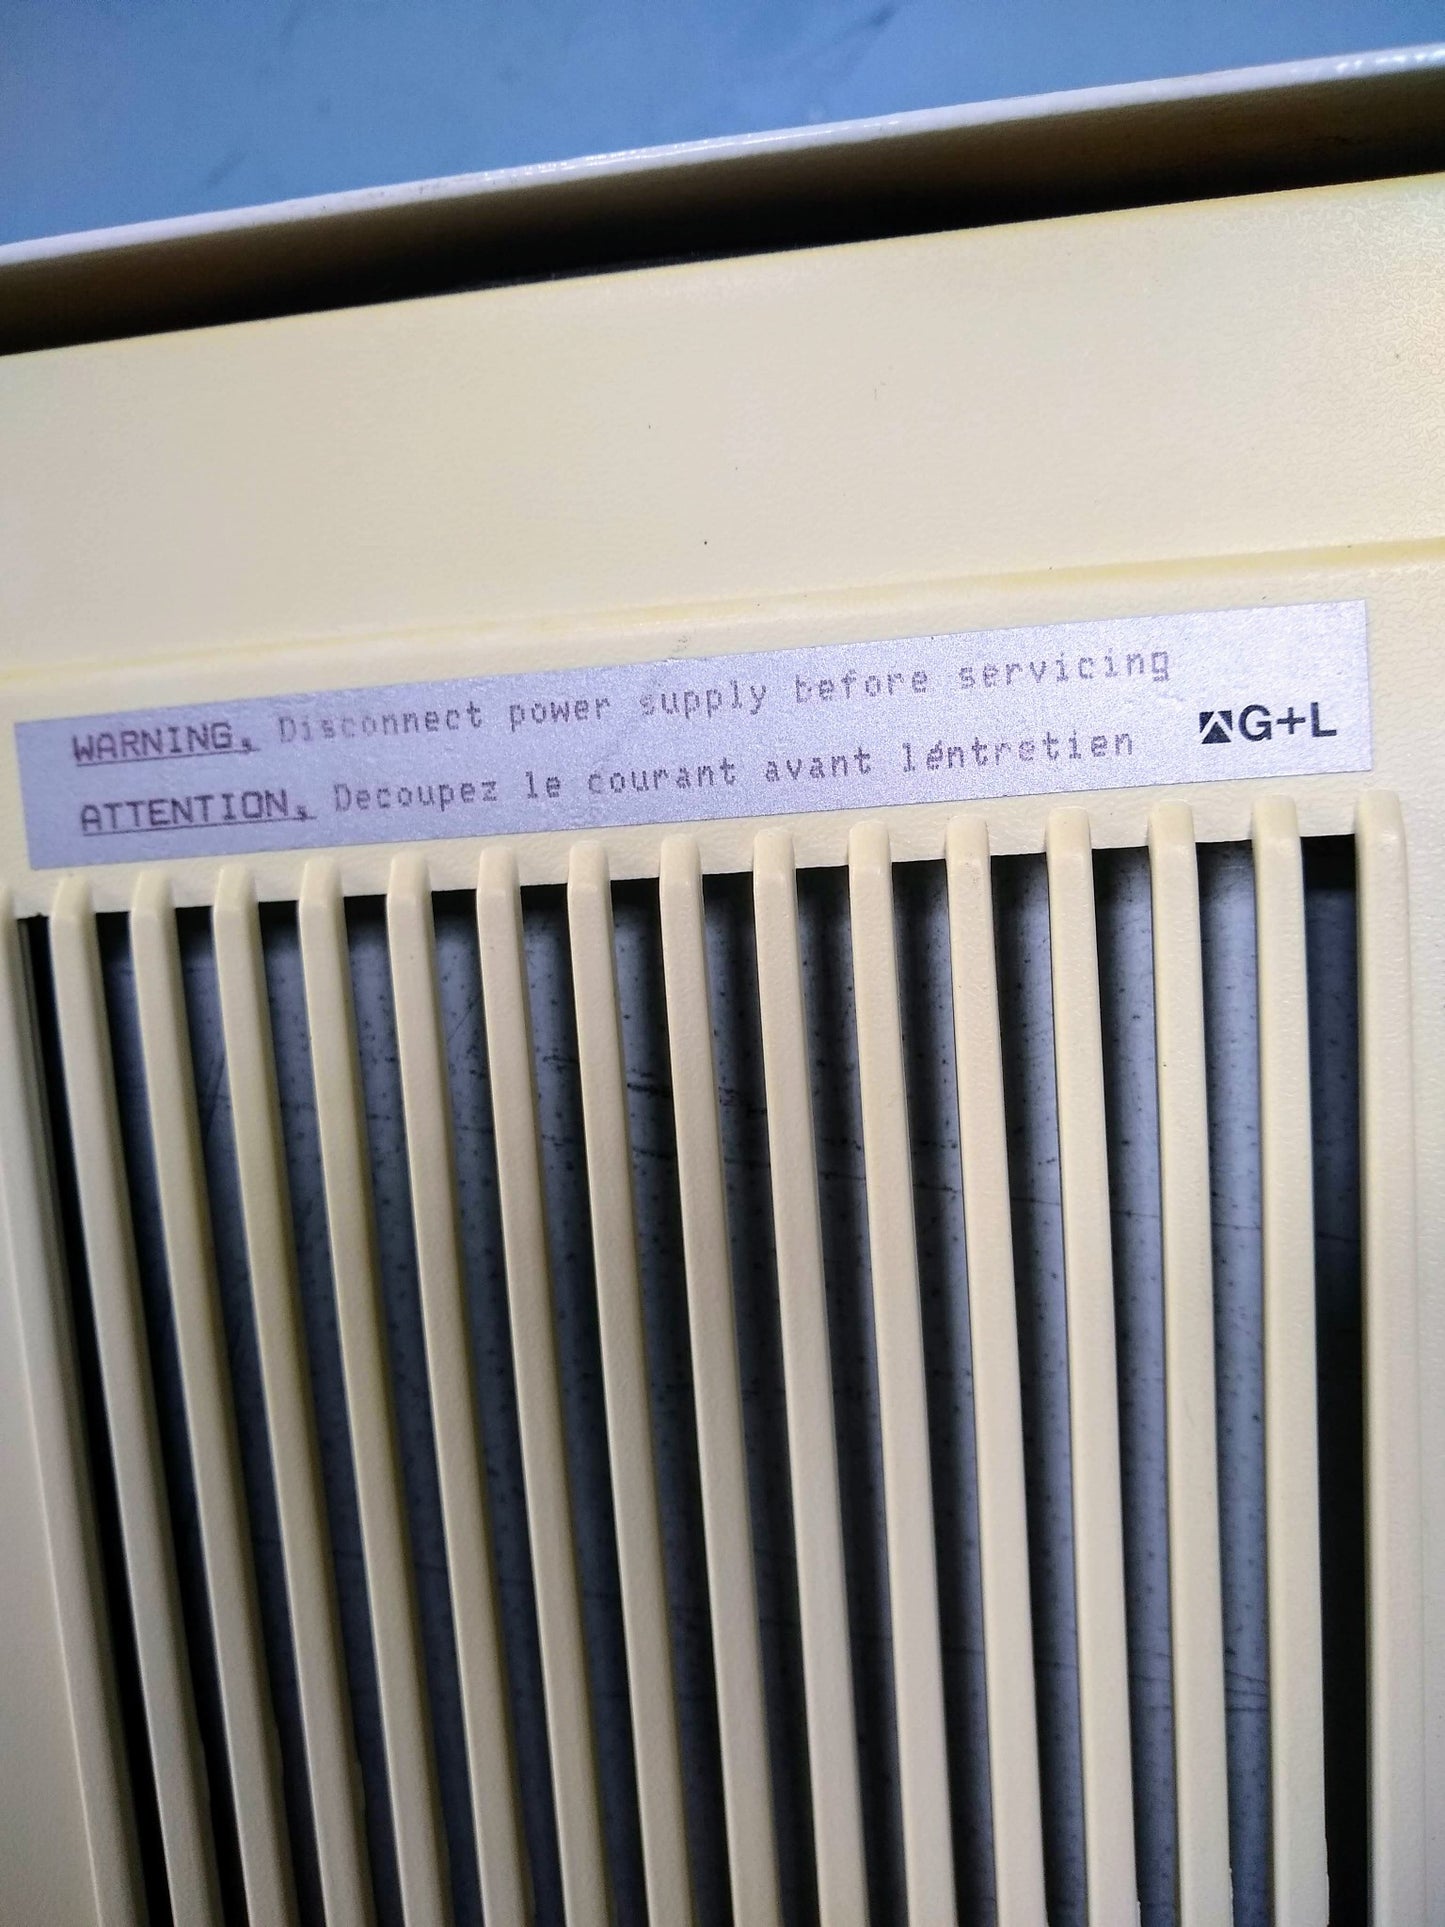 WARNING, Disconnect power supply before servicing
ATTENTION, Decoupez le courant avant léntretien
G+L